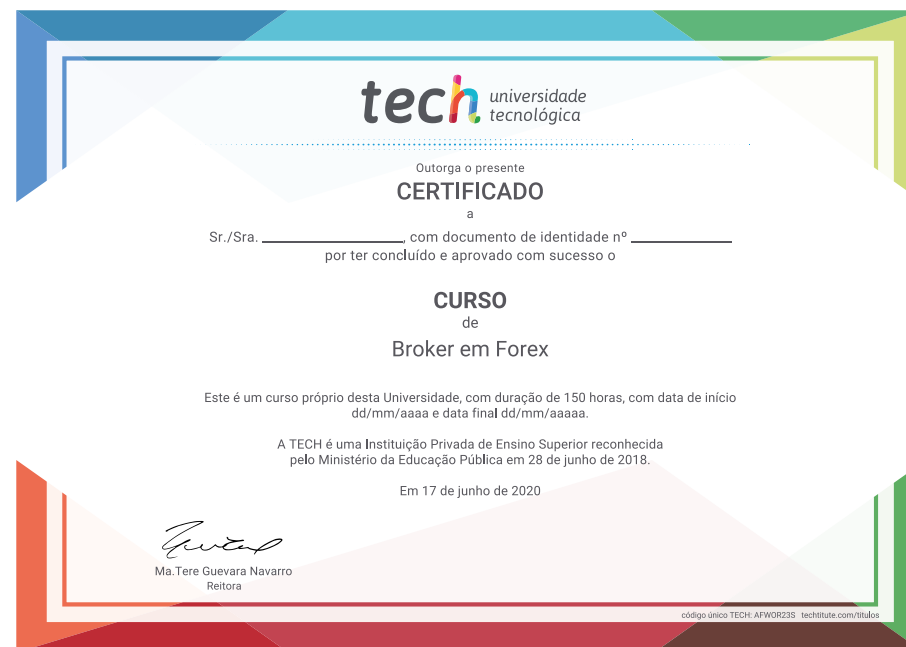 tech universidade
tecnológica
Outorga o presente
CERTIFICADO
a
Sr./Sra. ____________________, com documento de identidade nº ______________
por ter concluído e aprovado com sucesso o
CURSO
de
Broker em Forex
Este é um curso próprio desta Universidade, com duração de 150 horas, com data de início
dd/mm/aaaa e data final dd/mm/aaaaa.
A TECH é uma Instituição Privada de Ensino Superior reconhecida
pelo Ministério da Educação Pública em 28 de junho de 2018.
Em 17 de junho de 2020
Ma.Tere Guevara Navarro
Reitora
código único TECH: AFWOR23S techtitute.com/títulos